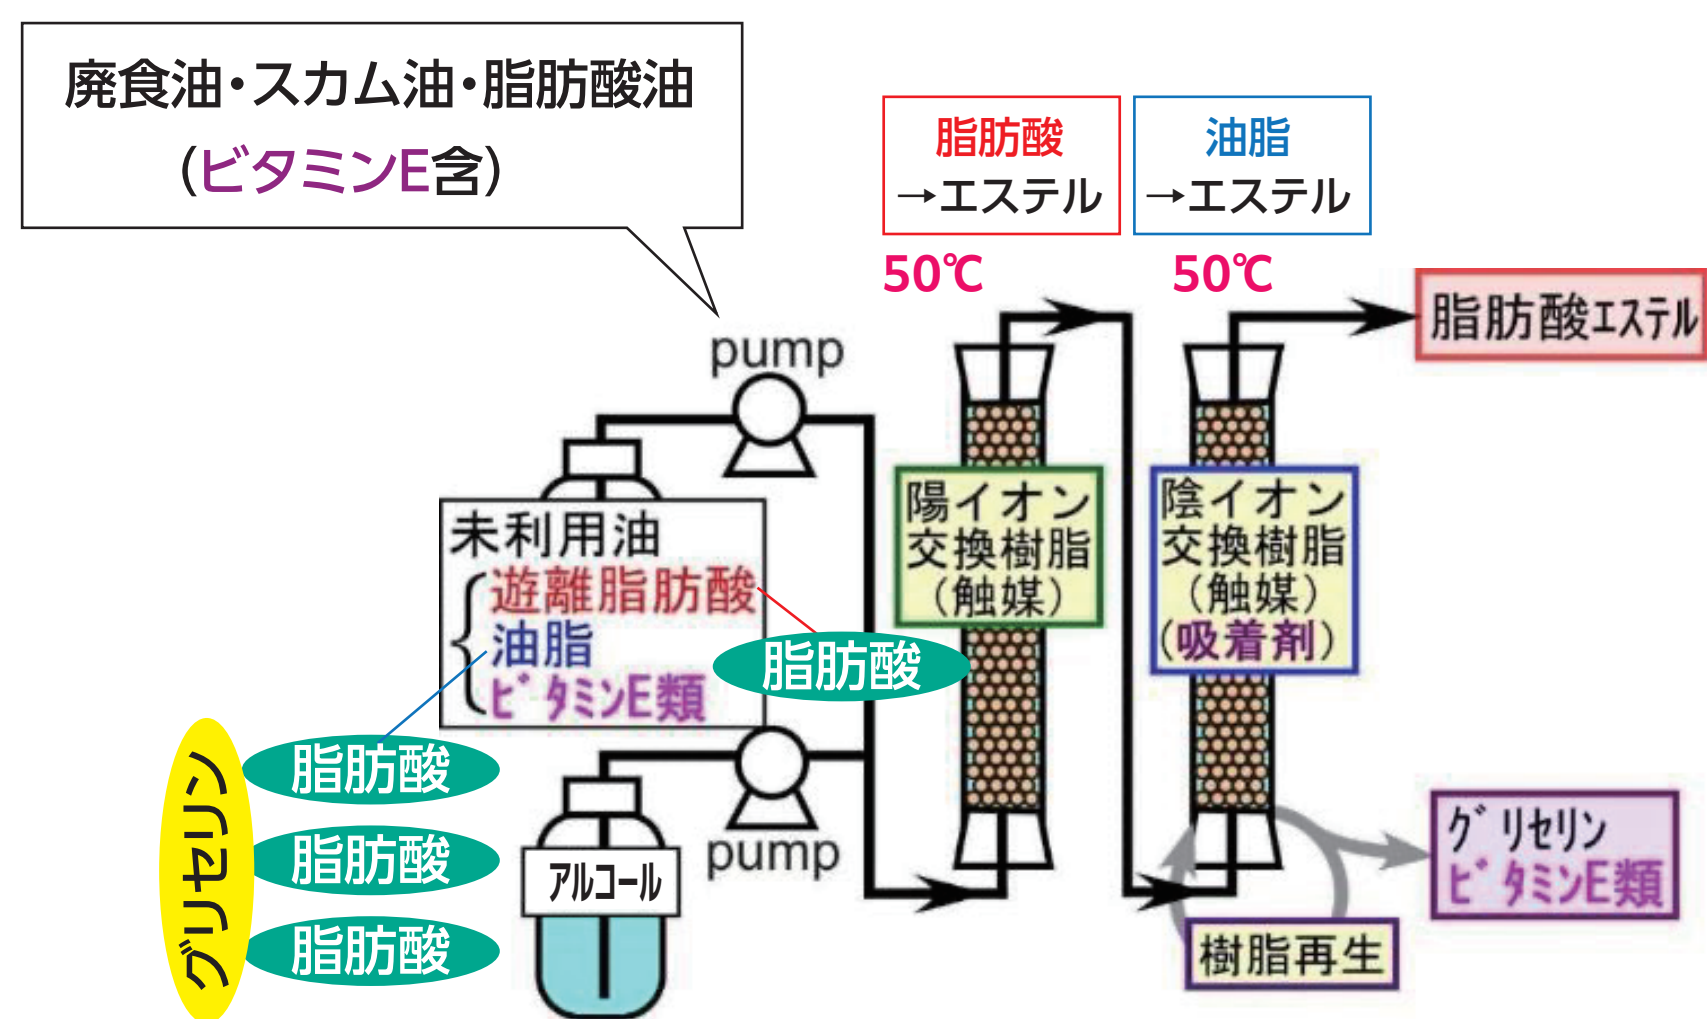 廃食油・スカム油・脂肪酸油
（ビタミンE含）
脂肪酸
→エステル
油脂
→エステル
50℃
50℃
脂肪酸エステル
pump
未利用油
遊離脂肪酸
油脂
ビタミンE類
脂肪酸
陽イオン
交換樹脂
（触媒）
陰イオン
交換樹脂
（触媒）
（吸着剤）
グリセリン
脂肪酸
脂肪酸
脂肪酸
pump
アルコール
グリセリン
ビタミンE類
樹脂再生